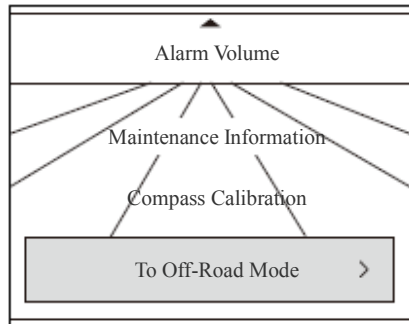 Alarm Volume
Maintenance Information
Compass Calibration
To Off-Road Mode